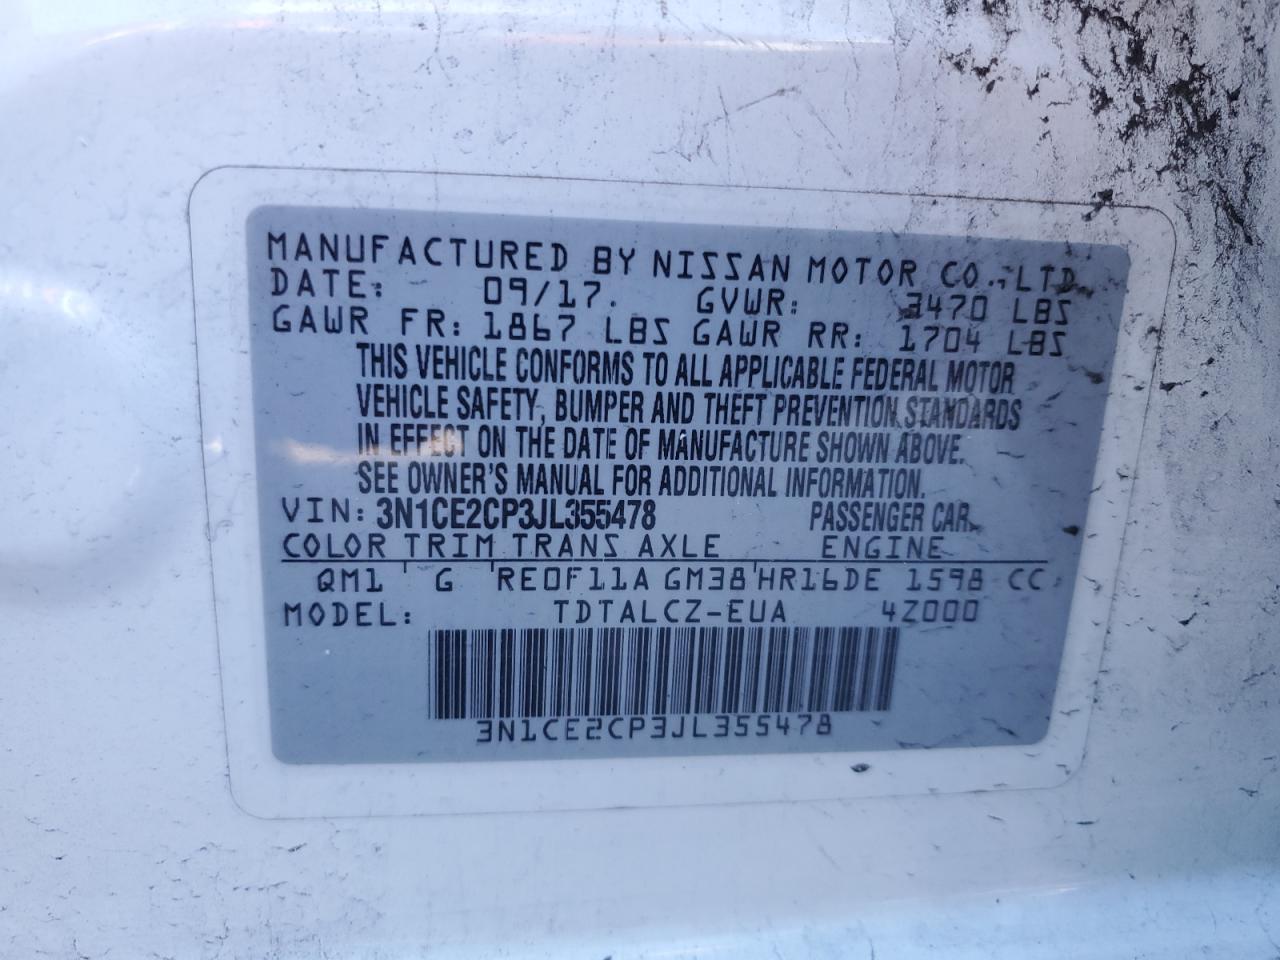 MANUFACTURED BY NISSAN MOTOR CO., LTD.
DATE: 09/17. GVWR: 3470 LBS
GAWR FR: 1867 LBS GAWR RR: 1704 LBS
THIS VEHICLE CONFORMS TO ALL APPLICABLE FEDERAL MOTOR
VEHICLE SAFETY, BUMPER AND THEFT PREVENTION STANDARDS
IN EFFECT ON THE DATE OF MANUFACTURE SHOWN ABOVE.
SEE OWNER'S MANUAL FOR ADDITIONAL INFORMATION.
VIN: 3N1CE2CP3JL355478 PASSENGER CAR.
COLOR TRIM TRANS AXLE ENGINE
QM1 G RE0F11A GM38 HR16DE 1598 CC
MODEL: TDTALCZ-EUA 4Z000
3N1CE2CP3JL355478